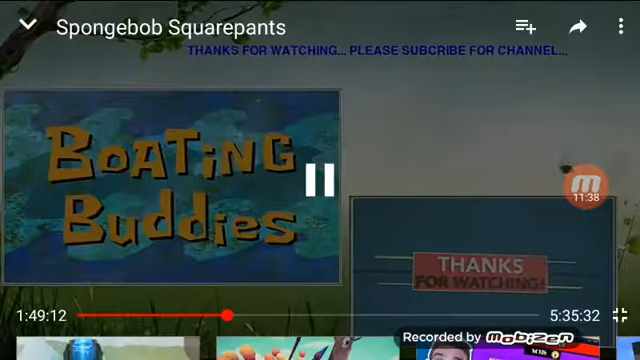 Spongebob Squarepants
THANKS FOR WATCHING... PLEASE SUBCRIBE FOR CHANNEL...
BOATING
Buddies
11:38
THANKS
FOR WATCHING!
1:49:12
5:35:32
Recorded by mobizen